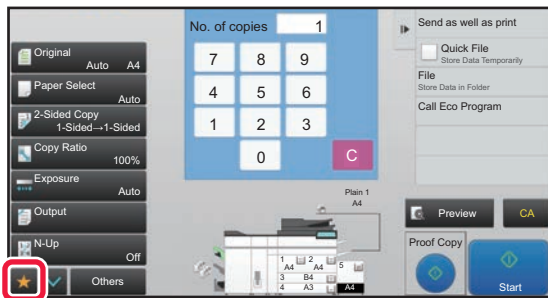 No. of copies 1
7 8 9
4 5 6
1 2 3
0 C
Original
Auto A4
Paper Select
Auto
2-Sided Copy
1-Sided→1-Sided
Copy Ratio
100%
Exposure
Auto
Output
N-Up
Off
Others
Plain 1
A4
1 A4 2 A4 5
3 B4
4 A3 A4
Send as well as print
Quick File
Store Data Temporarily
File
Store Data in Folder
Call Eco Program
Preview CA
Proof Copy
Start